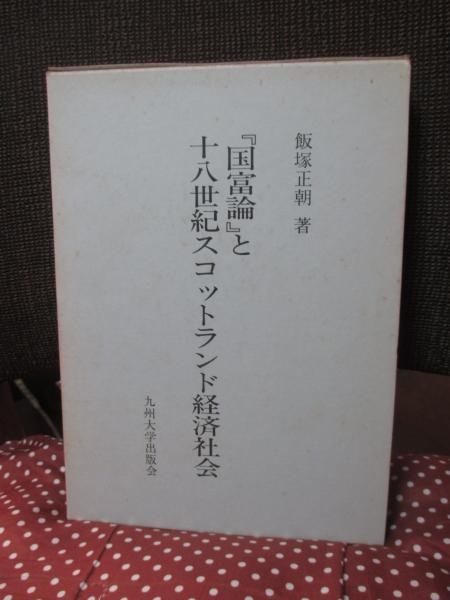 飯塚正朝 著
『国富論』と
十八世紀スコットランド経済社会
九州大学出版会